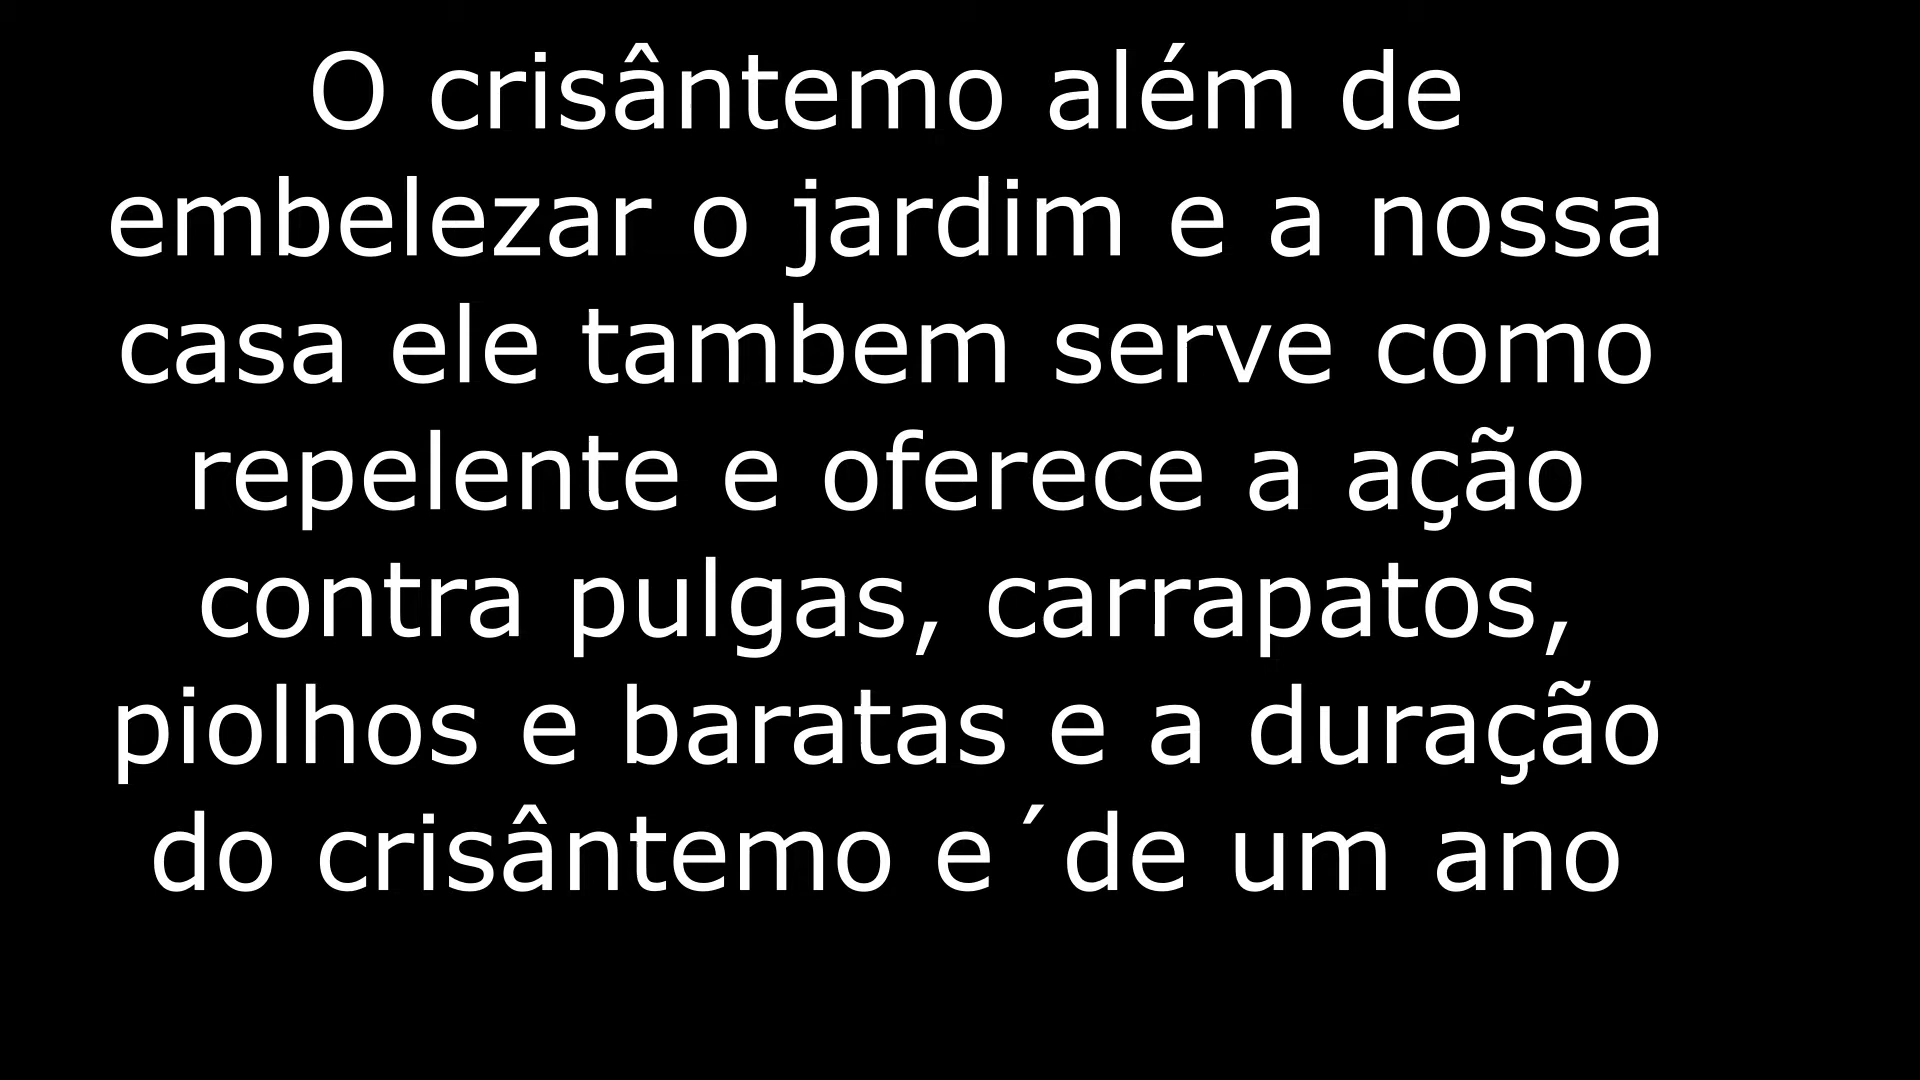 O crisântemo além de
embelezar o jardim e a nossa
casa ele tambem serve como
repelente e oferece a ação
contra pulgas, carrapatos,
piolhos e baratas e a duração
do crisântemo e´de um ano